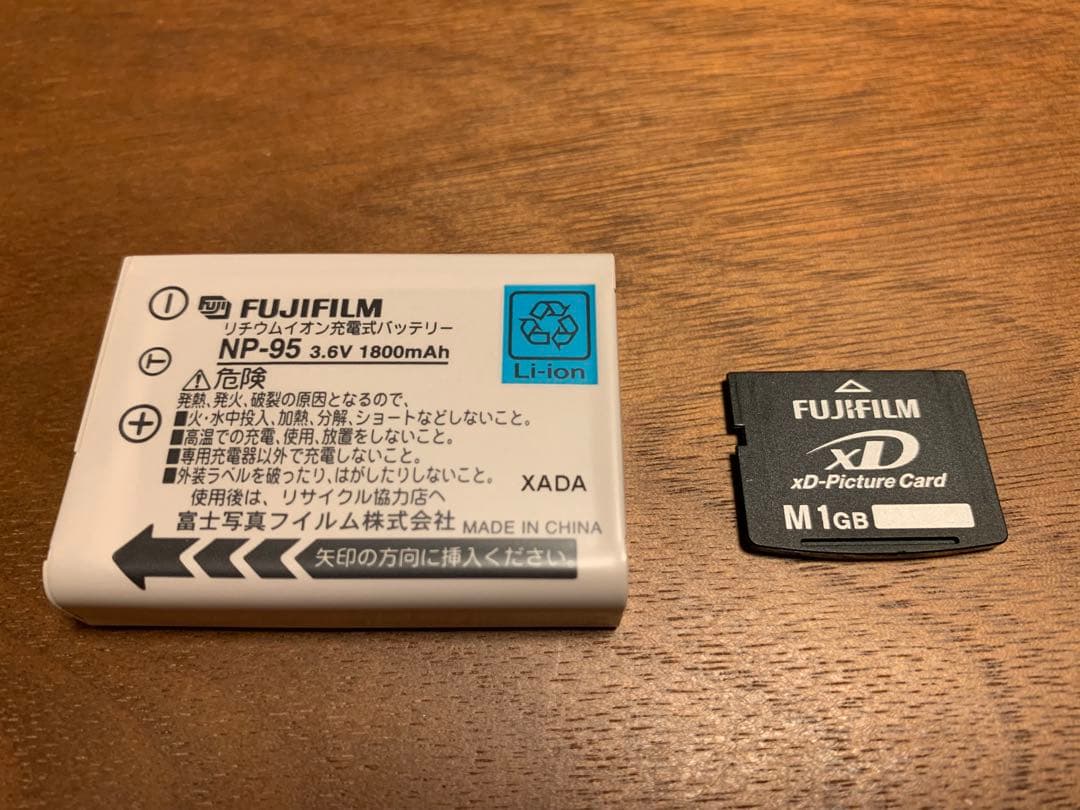 FUJI FUJIFILM
リチウムイオン充電式バッテリー
NP-95 3.6V 1800mAh
Li-ion
⚠危険
発熱、発火、破裂の原因となるので、
■火・水中投入、加熱、分解、ショートなどしないこと。
■高温での充電、使用、放置をしないこと。
■専用充電器以外で充電しないこと。
■外装ラベルを破ったり、はがしたりしないこと。
使用後は、リサイクル協力店へ
XADA
富士写真フイルム株式会社 MADE IN CHINA
矢印の方向に挿入ください。
− T +
FUJIFILM
xD
xD-Picture Card
M 1GB